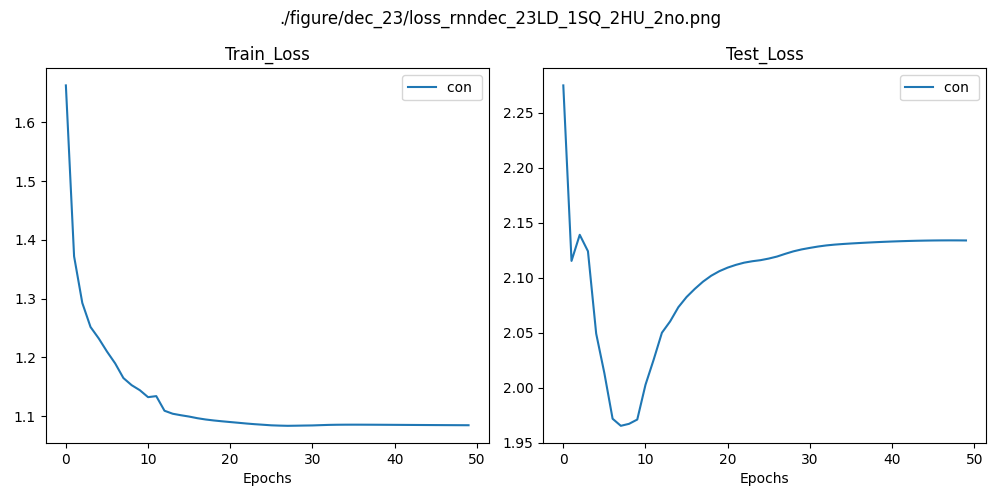 ./figure/dec_23/loss_rnndec_23LD_1SQ_2HU_2no.png
Train_Loss
con
1.6
1.5
1.4
1.3
1.2
1.1
0 10 20 30 40 50
Epochs
Test_Loss
con
2.25
2.20
2.15
2.10
2.05
2.00
1.95
0 10 20 30 40 50
Epochs